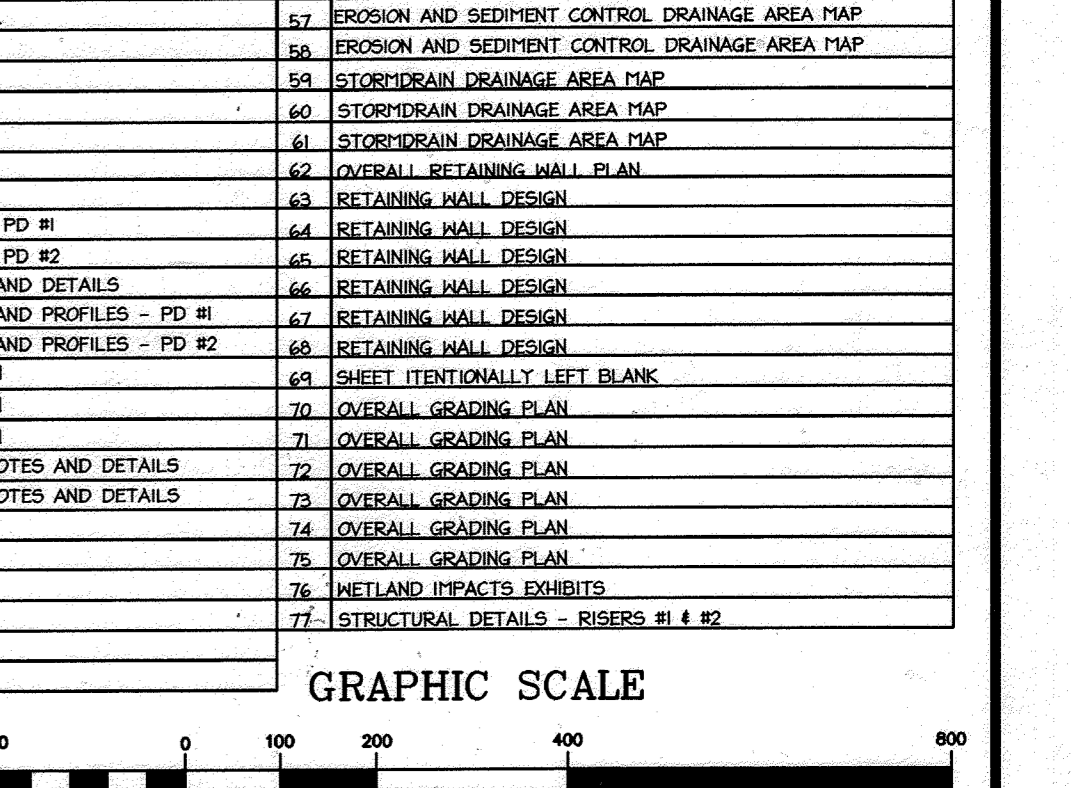 57 EROSION AND SEDIMENT CONTROL DRAINAGE AREA MAP
58 EROSION AND SEDIMENT CONTROL DRAINAGE AREA MAP
59 STORMDRAIN DRAINAGE AREA MAP
60 STORMDRAIN DRAINAGE AREA MAP
61 STORMDRAIN DRAINAGE AREA MAP
62 OVERALL RETAINING WALL PLAN
63 RETAINING WALL DESIGN
PD #1 64 RETAINING WALL DESIGN
PD #2 65 RETAINING WALL DESIGN
AND DETAILS 66 RETAINING WALL DESIGN
AND PROFILES - PD #1 67 RETAINING WALL DESIGN
AND PROFILES - PD #2 68 RETAINING WALL DESIGN
69 SHEET ITENTIONALLY LEFT BLANK
70 OVERALL GRADING PLAN
71 OVERALL GRADING PLAN
OTES AND DETAILS 72 OVERALL GRADING PLAN
OTES AND DETAILS 73 OVERALL GRADING PLAN
74 OVERALL GRADING PLAN
75 OVERALL GRADING PLAN
76 WETLAND IMPACTS EXHIBITS
77 STRUCTURAL DETAILS - RISERS #1 & #2
GRAPHIC SCALE
0 0 100 200 400 800